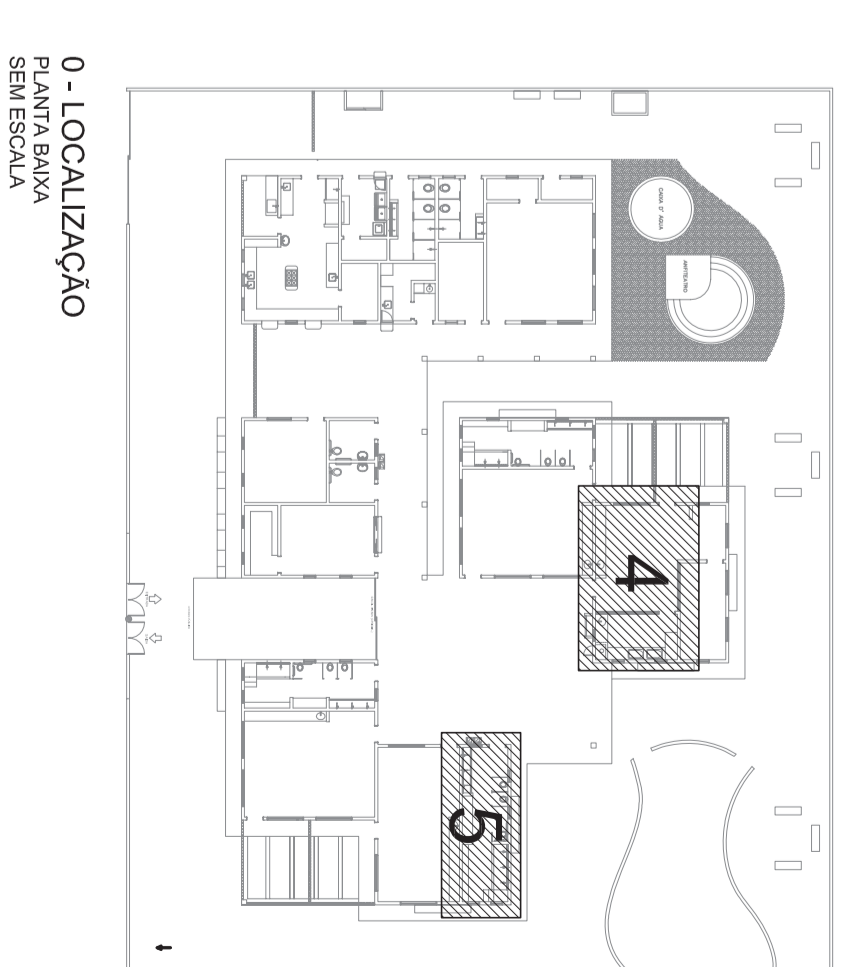 0 - LOCALIZAÇÃO
PLANTA BAIXA
SEM ESCALA
CAIXA D' ÁGUA
ANFITEATRO
4
5